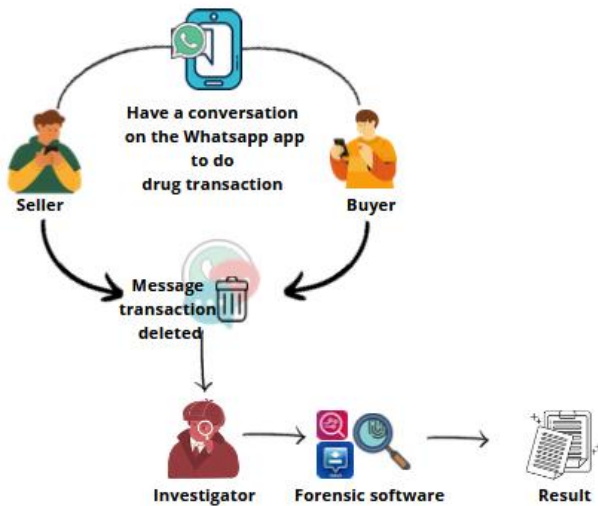 Have a conversation
on the Whatsapp app
to do
drug transaction
Seller
Buyer
Message
transaction
deleted
Investigator
Forensic software
Result